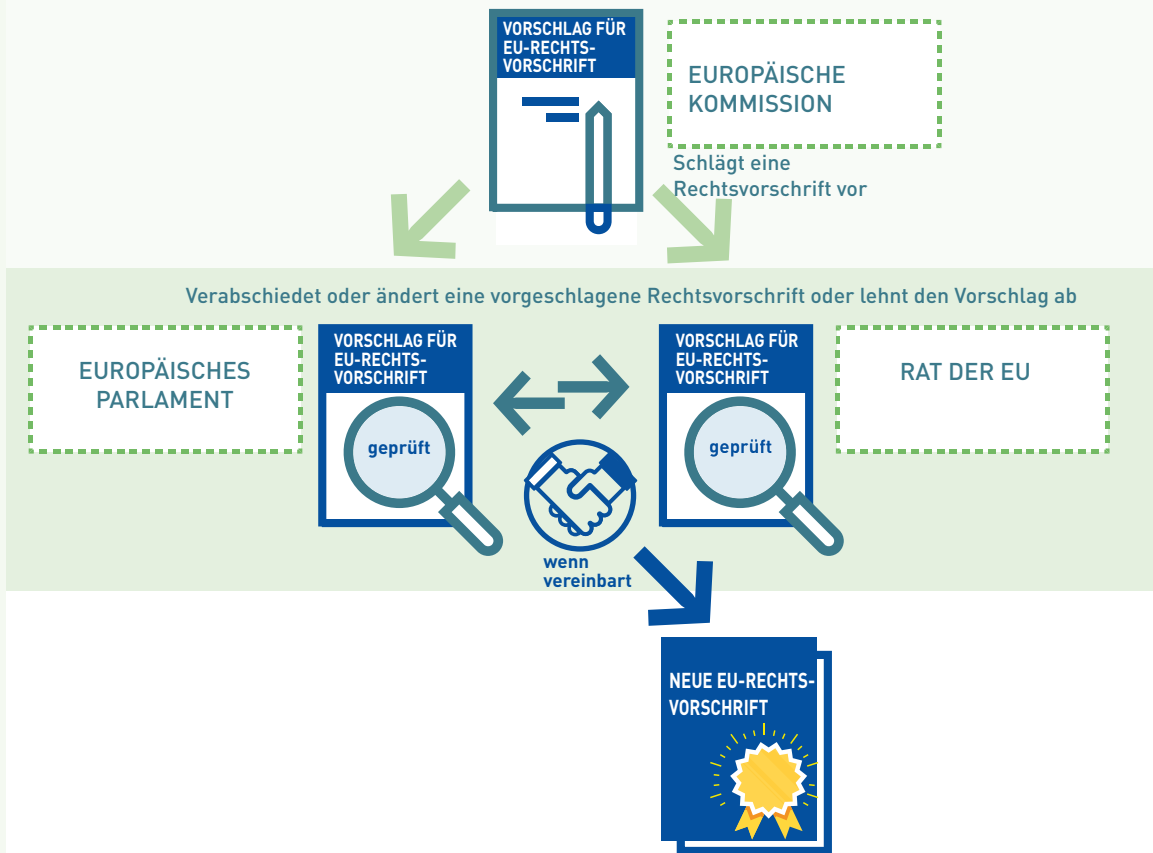 VORSCHLAG FÜR
EU-RECHTS-
VORSCHRIFT
EUROPÄISCHE
KOMMISSION
Schlägt eine
Rechtsvorschrift vor
Verabschiedet oder ändert eine vorgeschlagene Rechtsvorschrift oder lehnt den Vorschlag ab
EUROPÄISCHES
PARLAMENT
VORSCHLAG FÜR
EU-RECHTS-
VORSCHRIFT
geprüft
VORSCHLAG FÜR
EU-RECHTS-
VORSCHRIFT
geprüft
RAT DER EU
wenn
vereinbart
NEUE EU-RECHTS-
VORSCHRIFT